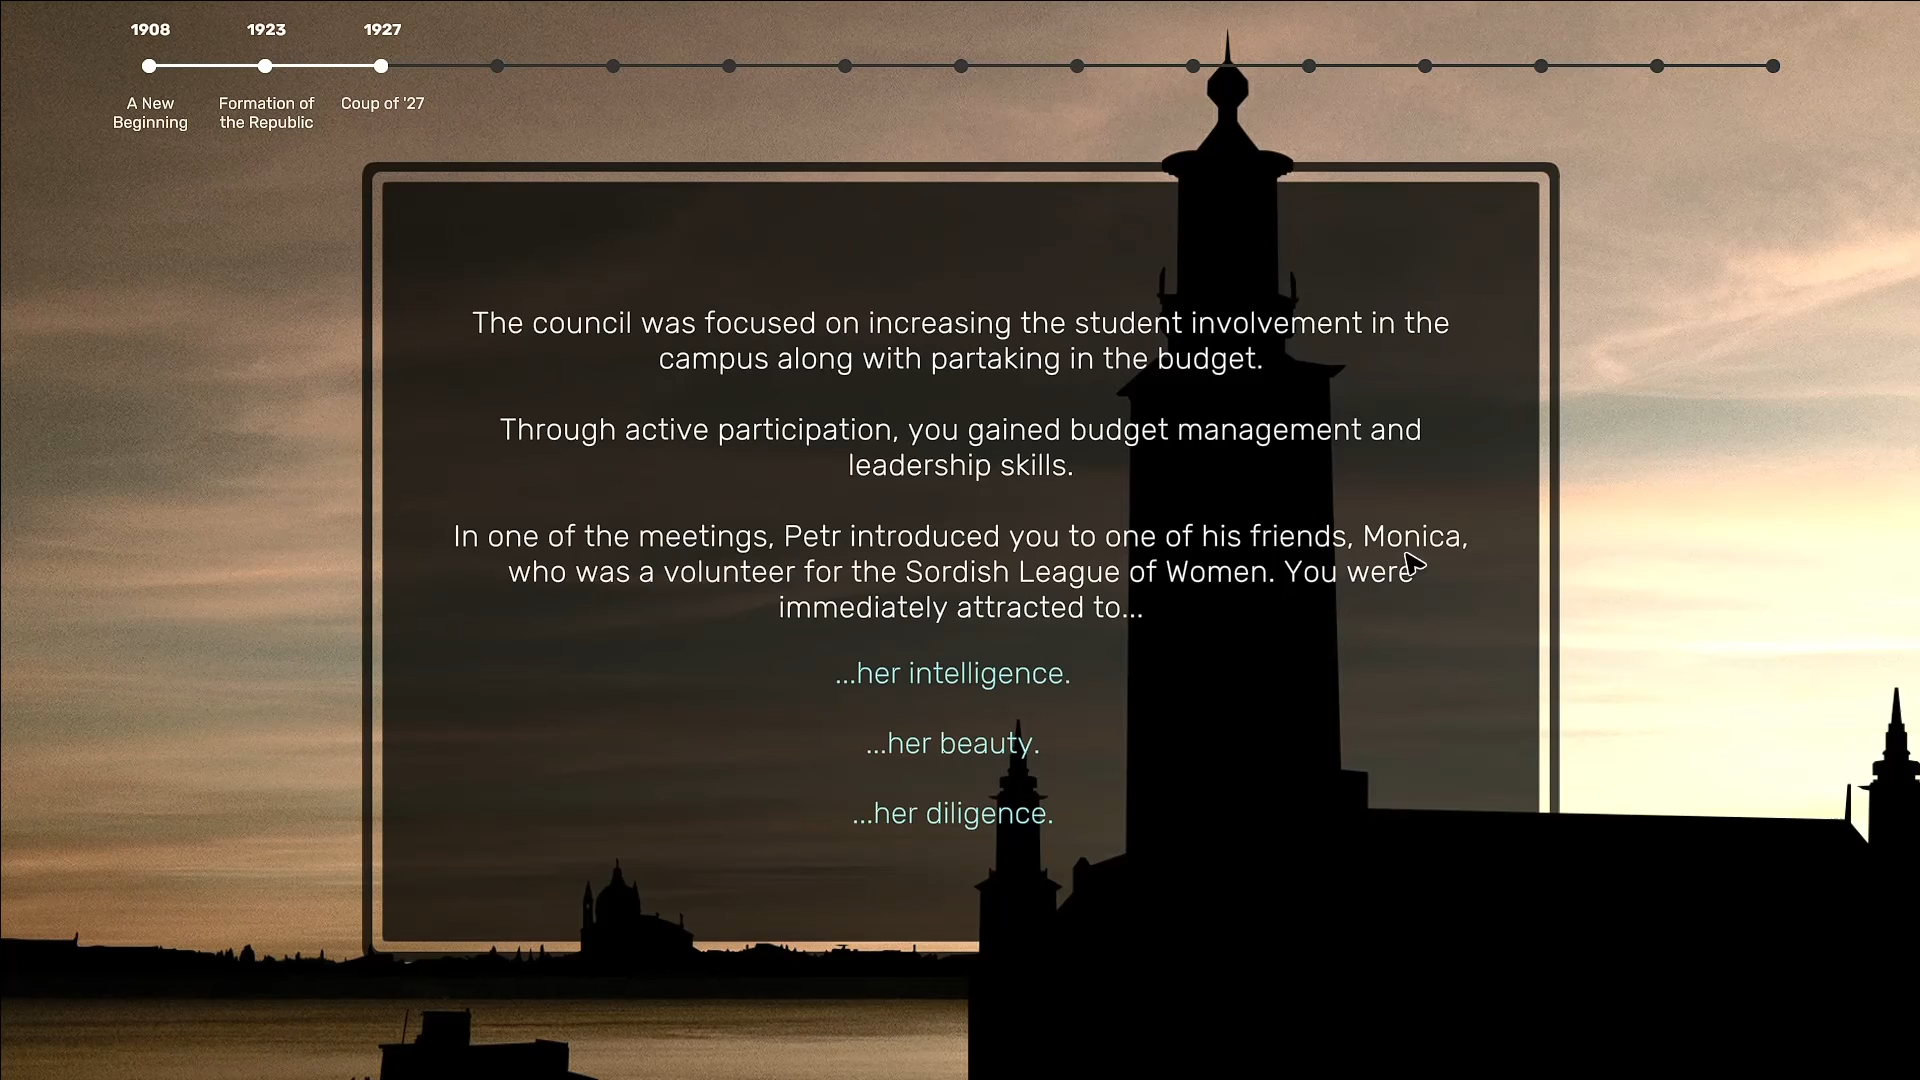 1908 1923 1927
A New Beginning
Formation of the Republic
Coup of '27
The council was focused on increasing the student involvement in the
campus along with partaking in the budget.
Through active participation, you gained budget management and
leadership skills.
In one of the meetings, Petr introduced you to one of his friends, Monica,
who was a volunteer for the Sordish League of Women. You were
immediately attracted to...
...her intelligence.
...her beauty.
...her diligence.